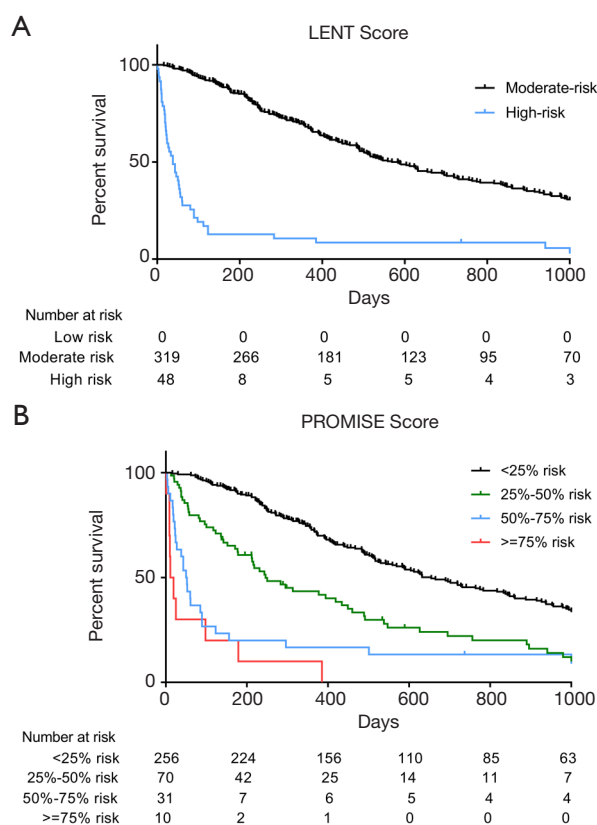 A
LENT Score
Percent survival
100
50
0
Moderate-risk
High-risk
0 200 400 600 800 1000
Days
Number at risk
Low risk 0 0 0 0 0 0
Moderate risk 319 266 181 123 95 70
High risk 48 8 5 5 4 3
B
PROMISE Score
Percent survival
100
50
0
<25% risk
25%-50% risk
50%-75% risk
>=75% risk
0 200 400 600 800 1000
Days
Number at risk
<25% risk 256 224 156 110 85 63
25%-50% risk 70 42 25 14 11 7
50%-75% risk 31 7 6 5 4 4
>=75% risk 10 2 1 0 0 0